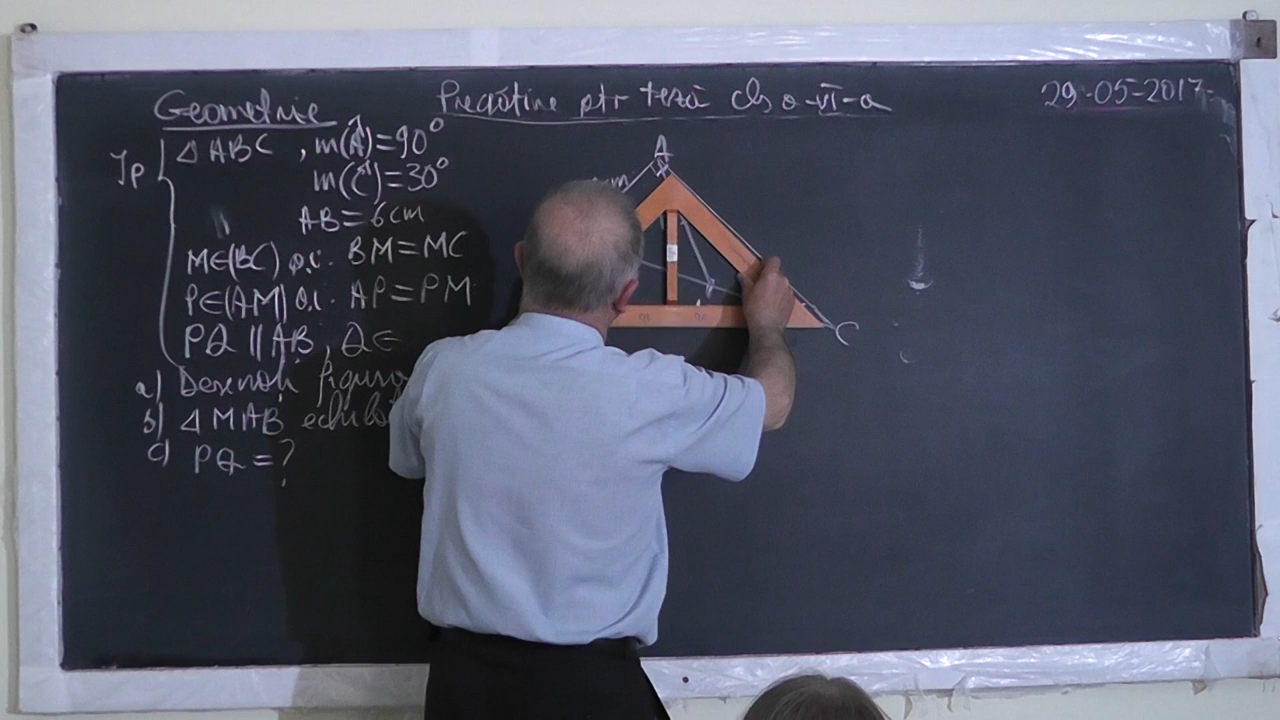 Geometrie
Pregătire ptr teză cls a-VI-a
29-05-2017
Ip
△ABC, m(Â)=90°
m(Ĉ)=30°
AB=6cm
M∈(BC) a.î. BM=MC
P∈(AM) a.î. AP=PM
PQ∥AB, Q∈
a) Desenați figura
b) △MAB echila
c) PQ=?
A
m
C